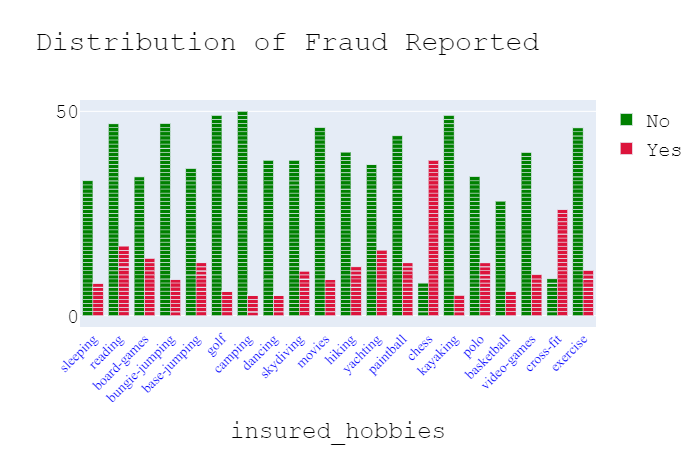 Distribution of Fraud Reported
50
0
No
Yes
sleeping
reading
board-games
bungie-jumping
base-jumping
golf
camping
dancing
skydiving
movies
hiking
yachting
paintball
chess
kayaking
polo
basketball
video-games
cross-fit
exercise
insured_hobbies